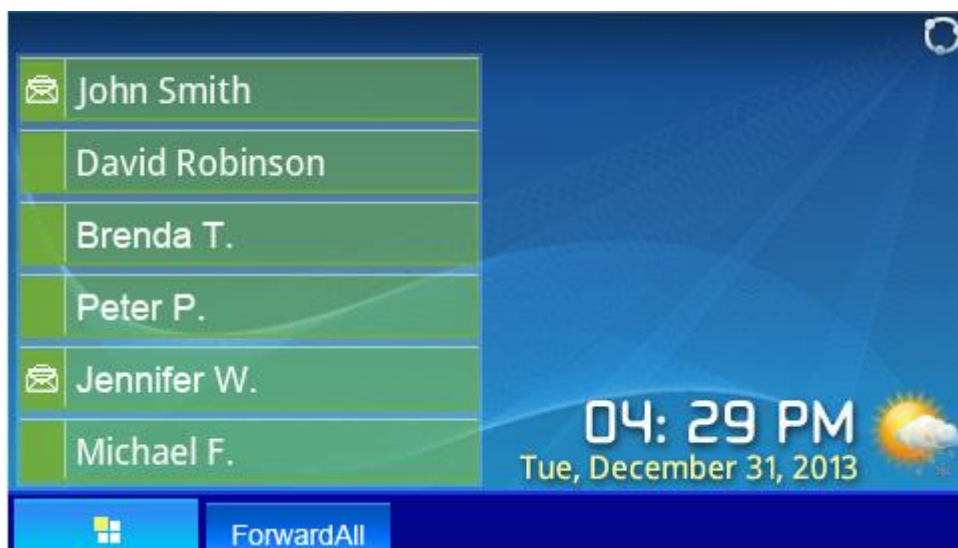 John Smith
David Robinson
Brenda T.
Peter P.
Jennifer W.
Michael F.
04: 29 PM
Tue, December 31, 2013
ForwardAll